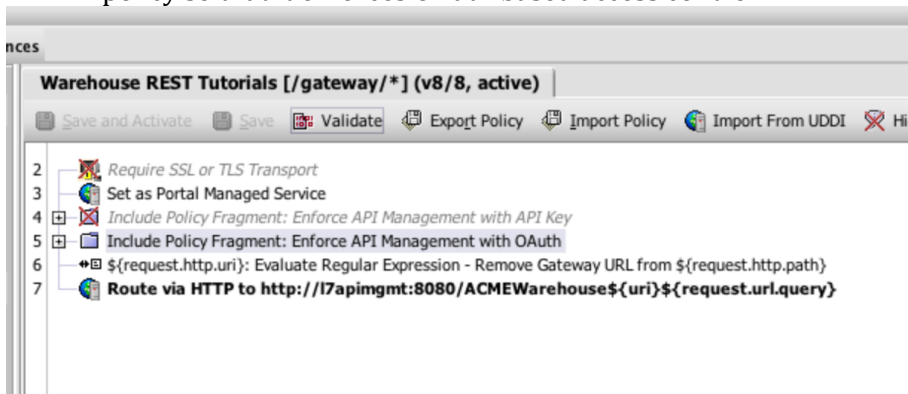 nces
Warehouse REST Tutorials [/gateway/*] (v8/8, active)
Save and Activate Save Validate Export Policy Import Policy Import From UDDI Hi
2 Require SSL or TLS Transport
3 Set as Portal Managed Service
4 Include Policy Fragment: Enforce API Management with API Key
5 Include Policy Fragment: Enforce API Management with OAuth
6 ${request.http.uri}: Evaluate Regular Expression - Remove Gateway URL from ${request.http.path}
7 Route via HTTP to http://l7apimgmt:8080/ACMEWarehouse${uri}${request.url.query}